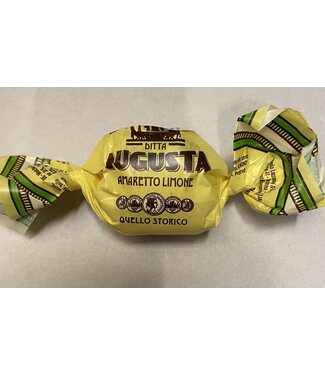 DITTA
AUGUSTA
AMARETTO LIMONE
QUELLO STORICO